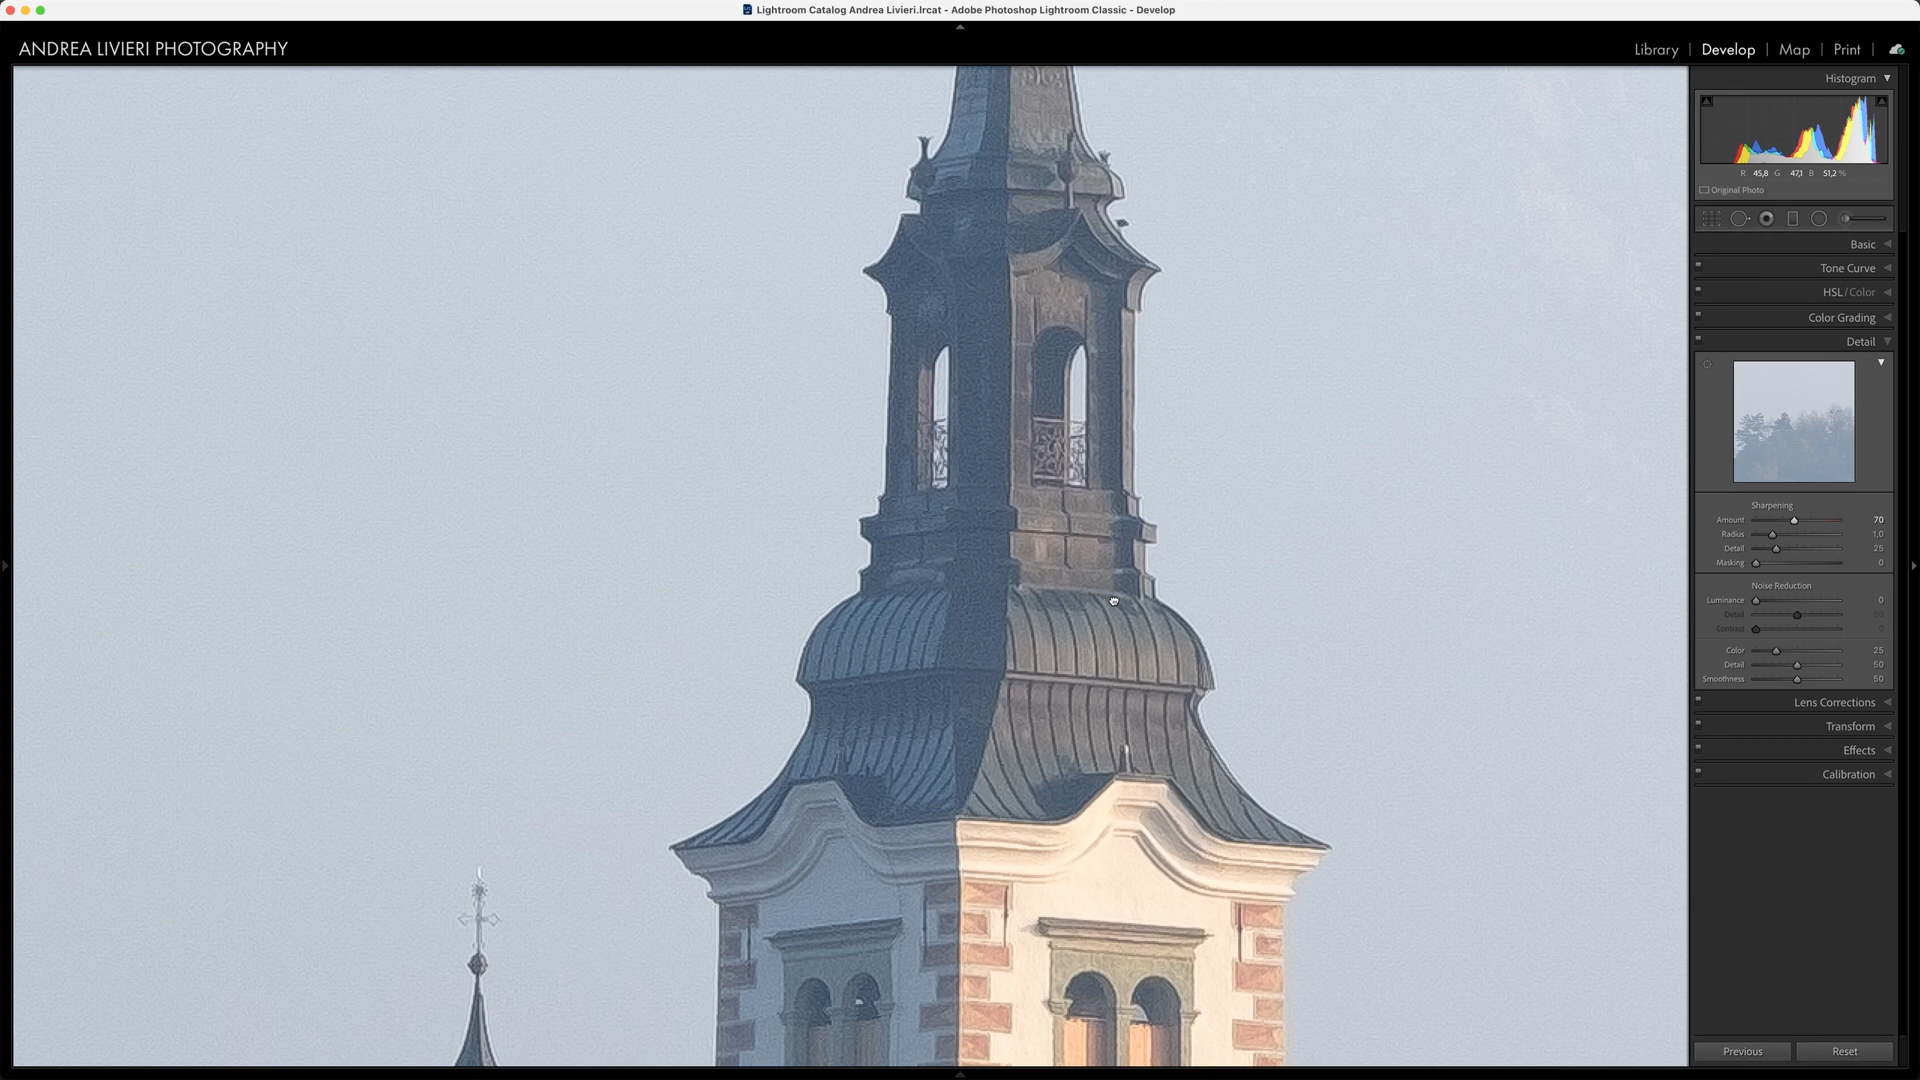 Lightroom Catalog Andrea Livieri.lrcat - Adobe Photoshop Lightroom Classic - Develop
ANDREA LIVIERI PHOTOGRAPHY
Library | Develop | Map | Print |
Histogram
R 45,8 G 47,1 B 51,2 %
Original Photo
Basic
Tone Curve
HSL / Color
Color Grading
Detail
Sharpening
Amount 70
Radius 1,0
Detail 25
Masking 0
Noise Reduction
Luminance 0
Detail 50
Contrast 0
Color 25
Detail 50
Smoothness 50
Lens Corrections
Transform
Effects
Calibration
Previous Reset